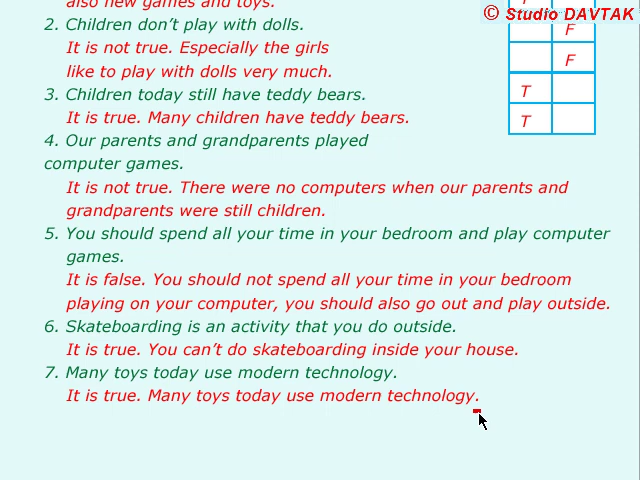 also new games and toys.
© Studio DAVTAK
T
2. Children don't play with dolls.
F
It is not true. Especially the girls
like to play with dolls very much.
F
3. Children today still have teddy bears.
T
It is true. Many children have teddy bears.
T
4. Our parents and grandparents played
computer games.
It is not true. There were no computers when our parents and
grandparents were still children.
5. You should spend all your time in your bedroom and play computer
games.
It is false. You should not spend all your time in your bedroom
playing on your computer, you should also go out and play outside.
6. Skateboarding is an activity that you do outside.
It is true. You can't do skateboarding inside your house.
7. Many toys today use modern technology.
It is true. Many toys today use modern technology.